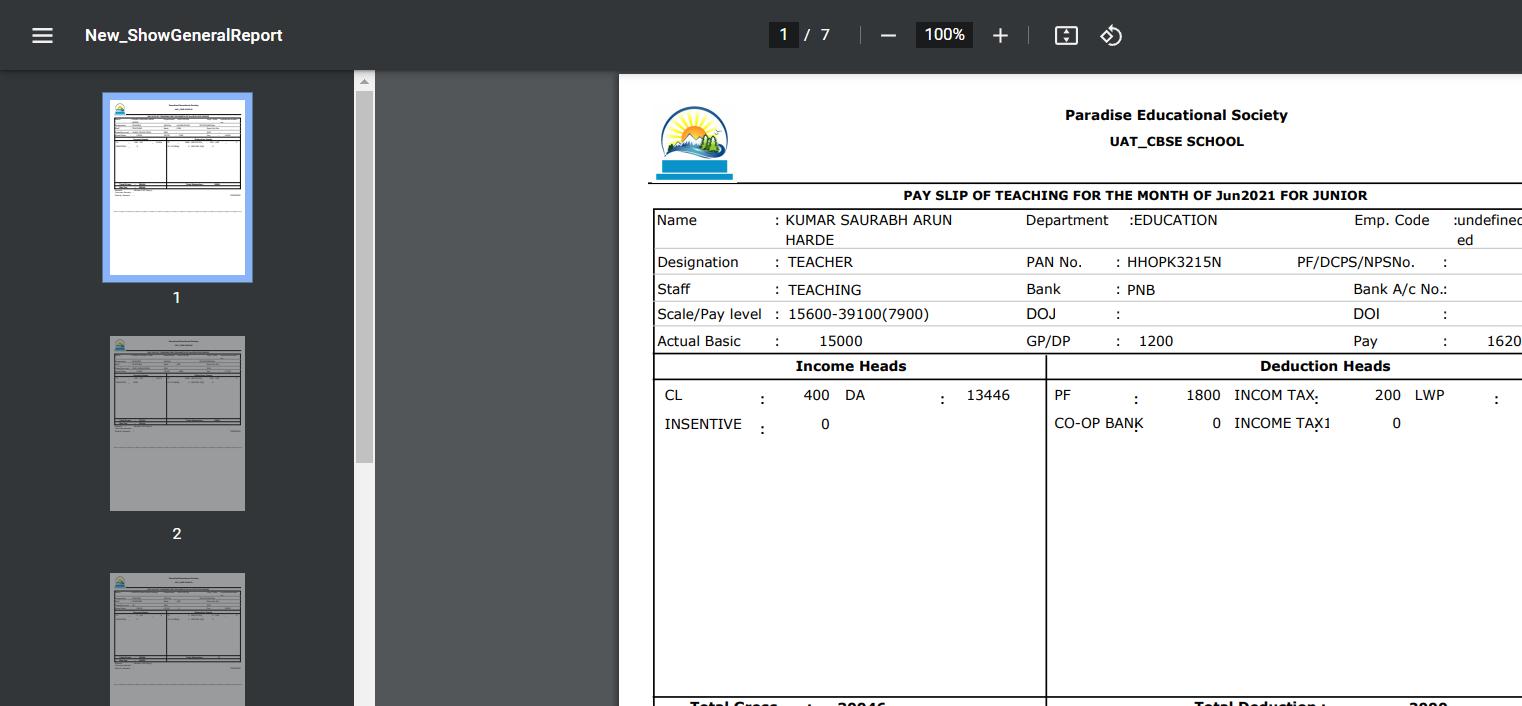 New_ShowGeneralReport
1 / 7
100%
1
2
Paradise Educational Society
UAT_CBSE SCHOOL
PAY SLIP OF TEACHING FOR THE MONTH OF Jun2021 FOR JUNIOR
Name : KUMAR SAURABH ARUN HARDE Department :EDUCATION Emp. Code :undefined
Designation : TEACHER PAN No. : HHOPK3215N PF/DCPS/NPSNo. :
Staff : TEACHING Bank : PNB Bank A/c No.:
Scale/Pay level : 15600-39100(7900) DOJ : DOI :
Actual Basic : 15000 GP/DP : 1200 Pay : 1620
Income Heads Deduction Heads
CL : 400 DA : 13446 PF : 1800 INCOM TAX: 200 LWP :
INSENTIVE : 0 CO-OP BANK : 0 INCOME TAX1 : 0
Total Gross : Total Deduction :